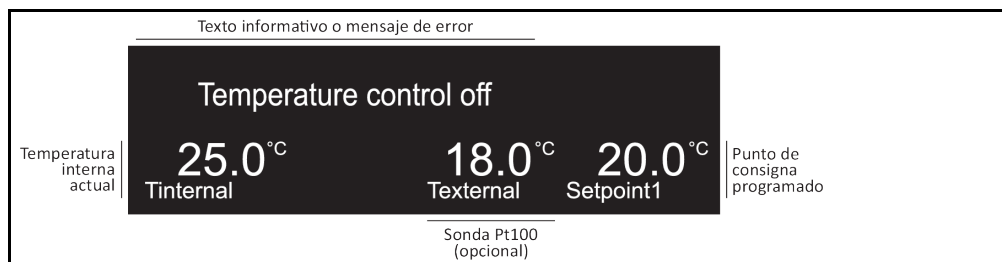 Texto informativo o mensaje de error
Temperature control off
Temperatura
interna
actual
25.0°C
Tinternal
18.0°C
Texternal
20.0°C
Setpoint1
Punto de
consigna
programado
Sonda Pt100
(opcional)